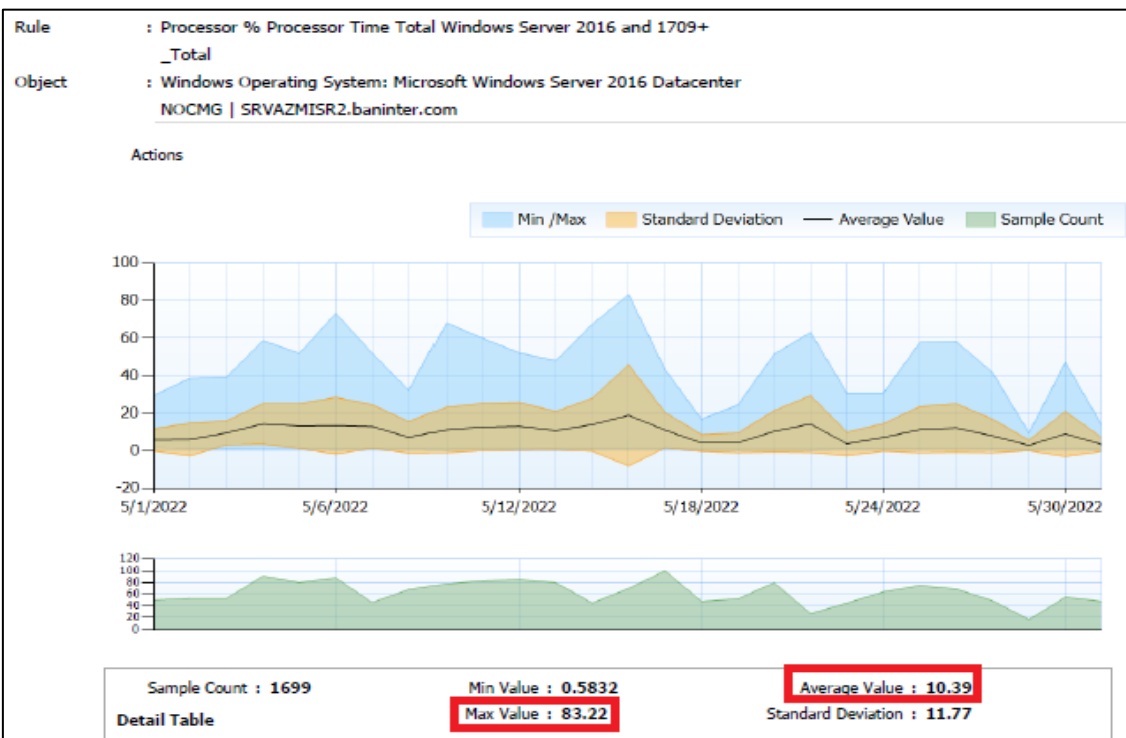 Rule : Processor % Processor Time Total Windows Server 2016 and 1709+
_Total
Object : Windows Operating System: Microsoft Windows Server 2016 Datacenter
NOCMG | SRVAZMISR2.baninter.com
Actions
Min /Max Standard Deviation Average Value Sample Count
100
80
60
40
20
0
-20
5/1/2022 5/6/2022 5/12/2022 5/18/2022 5/24/2022 5/30/2022
120
100
80
60
40
20
0
Sample Count : 1699 Min Value : 0.5832 Average Value : 10.39
Detail Table Max Value : 83.22 Standard Deviation : 11.77